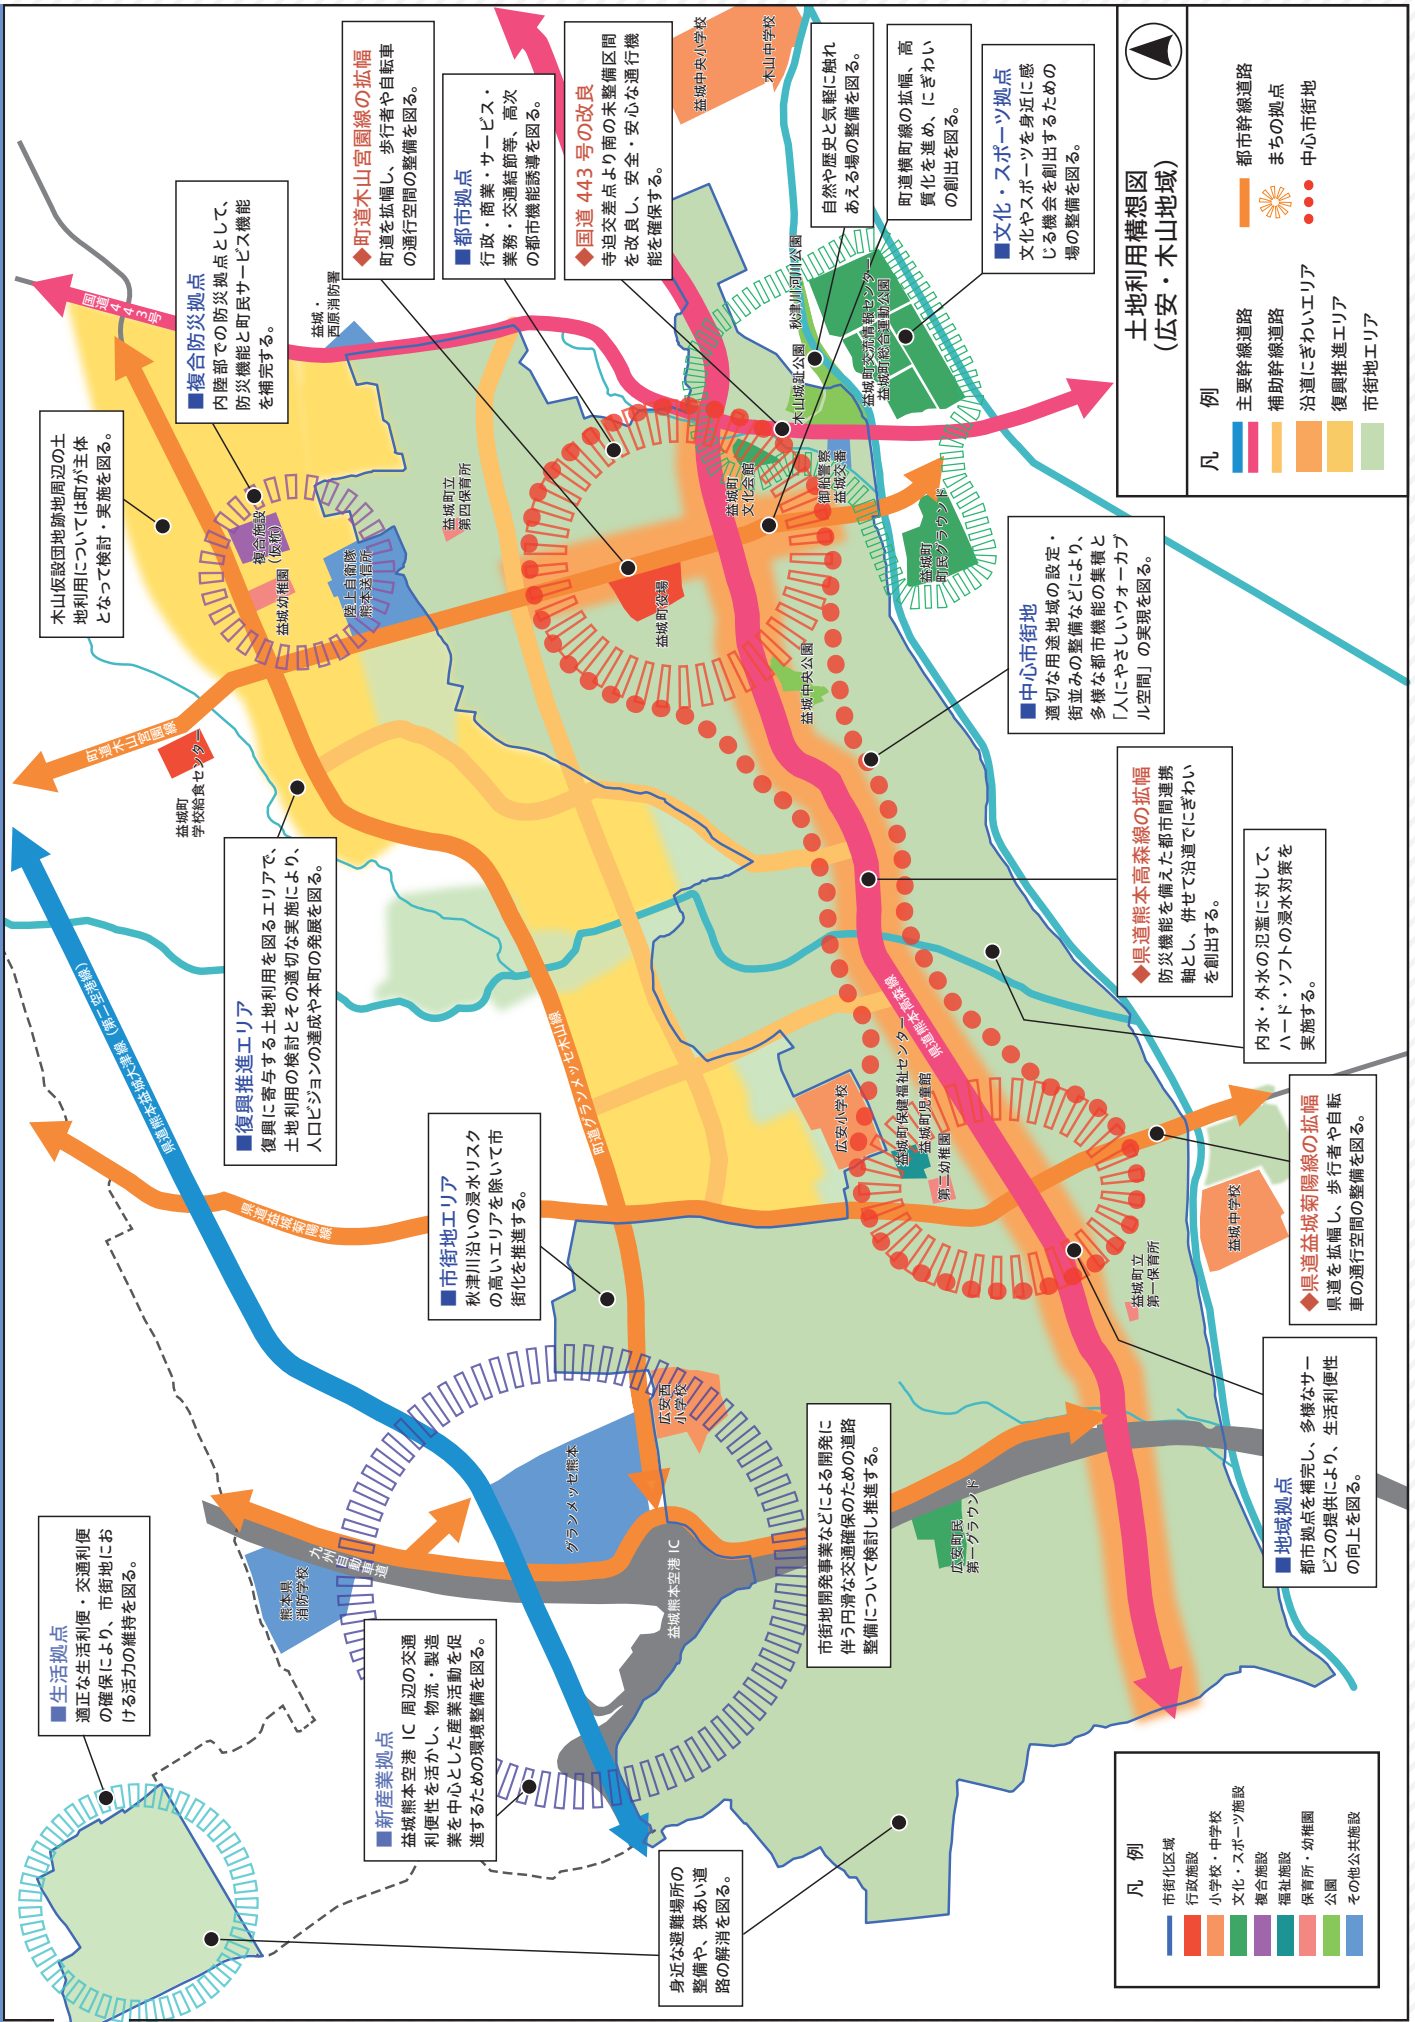 土地利用構想図
(広安・木山地域)
凡　例
主要幹線道路
補助幹線道路
沿道にぎわいエリア
復興推進エリア
市街地エリア
都市幹線道路
まちの拠点
中心市街地
■生活拠点
適正な生活利便・交通利便
の確保により、市街地にお
ける活力の維持を図る。
■復興推進エリア
復興に寄与する土地利用を図るエリアで、
土地利用の検討とその適切な実施により、
人口ビジョンの達成や本町の発展を図る。
木山仮設団地跡地周辺の土
地利用については町が主体
となって検討・実施を図る。
■複合防災拠点
内陸部での防災拠点として、
防災機能と町民サービス機能
を補完する。
◆町道木山宮園線の拡幅
町道を拡幅し、歩行者や自転車
の通行空間の整備を図る。
■都市拠点
行政・商業・サービス・
業務・交通結節等、高次
の都市機能誘導を図る。
◆国道 443 号の改良
寺迫交差点より南の未整備区間
を改良し、安全・安心な通行機
能を確保する。
自然や歴史と気軽に触れ
あえる場の整備を図る。
町道横町線の拡幅、高
質化を進め、にぎわい
の創出を図る。
■文化・スポーツ拠点
文化やスポーツを身近に感
じる機会を創出するための
場の整備を図る。
■新産業拠点
益城熊本空港 IC 周辺の交通
利便性を活かし、物流・製造
業を中心とした産業活動を促
進するための環境整備を図る。
■市街地エリア
秋津川沿いの浸水リスク
の高いエリアを除いて市
街化を推進する。
■中心市街地
適切な用途地域の設定・
街並みの整備などにより、
多様な都市機能の集積と
「人にやさしいウォーカブ
ル空間」の実現を図る。
◆県道熊本高森線の拡幅
防災機能を備えた都市間連携
軸とし、併せて沿道でにぎわい
を創出する。
内水・外水の氾濫に対して、
ハード・ソフトの浸水対策を
実施する。
◆県道益城菊陽線の拡幅
県道を拡幅し、歩行者や自転
車の通行空間の整備を図る。
■地域拠点
都市拠点を補完し、多様なサー
ビスの提供により、生活利便性
の向上を図る。
市街地開発事業などによる開発に
伴う円滑な交通確保のための道路
整備について検討し推進する。
身近な避難場所の
整備や、狭あい道
路の解消を図る。
国道443号
町道木山宮園線
県道熊本益城大津線（第二空港線）
県道益城菊陽線
町道グランメッセ木山線
県道熊本高森線
九州自動車道
益城熊本空港 IC
益城・
西原消防署
益城中央小学校
木山中学校
複合施設
(仮称)
益城幼稚園
陸上自衛隊
熊本送信所
益城町立
第四保育所
益城町
学校給食センター
益城町役場
益城町
文化会館
木山城趾公園
秋津川河川公園
益城町交流情報センター
益城町総合運動公園
御船警察
益城交番
益城町
町民グラウンド
益城中央公園
広安小学校
益城町保健福祉センター
益城町児童館
第二幼稚園
益城中学校
益城町立
第一保育所
広安西
小学校
グランメッセ熊本
熊本県
消防学校
広安町民
第一グラウンド
凡　例
市街化区域
行政施設
小学校・中学校
文化・スポーツ施設
複合施設
福祉施設
保育所・幼稚園
公園
その他公共施設